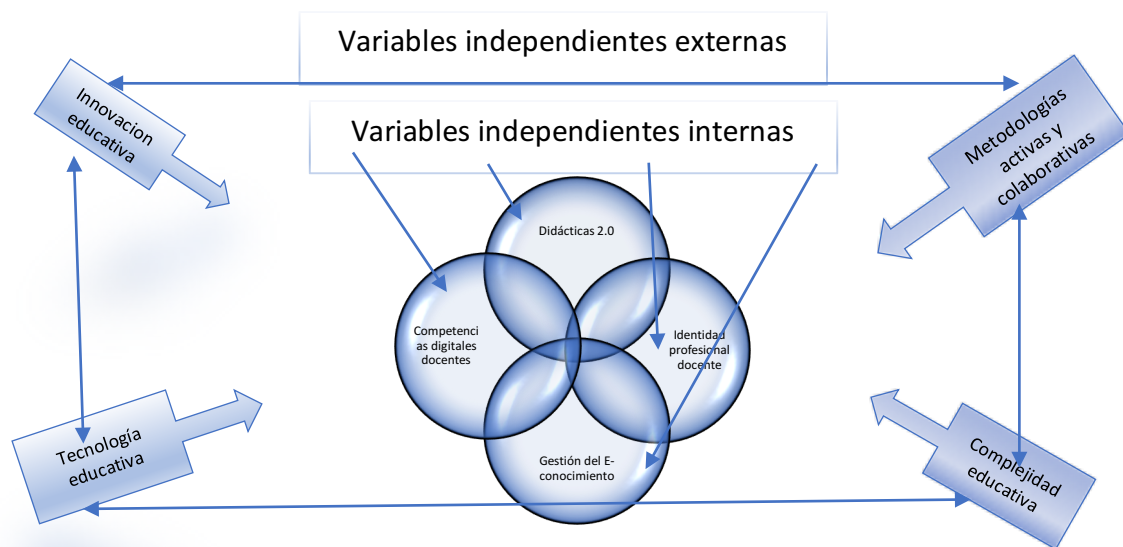 Variables independientes externas
Innovacion
educativa
Metodologías
activas y
colaborativas
Variables independientes internas
Didácticas 2.0
Competenci
as digitales
docentes
Identidad
profesional
docente
Gestión del E-
conocimiento
Tecnología
educativa
Complejidad
educativa